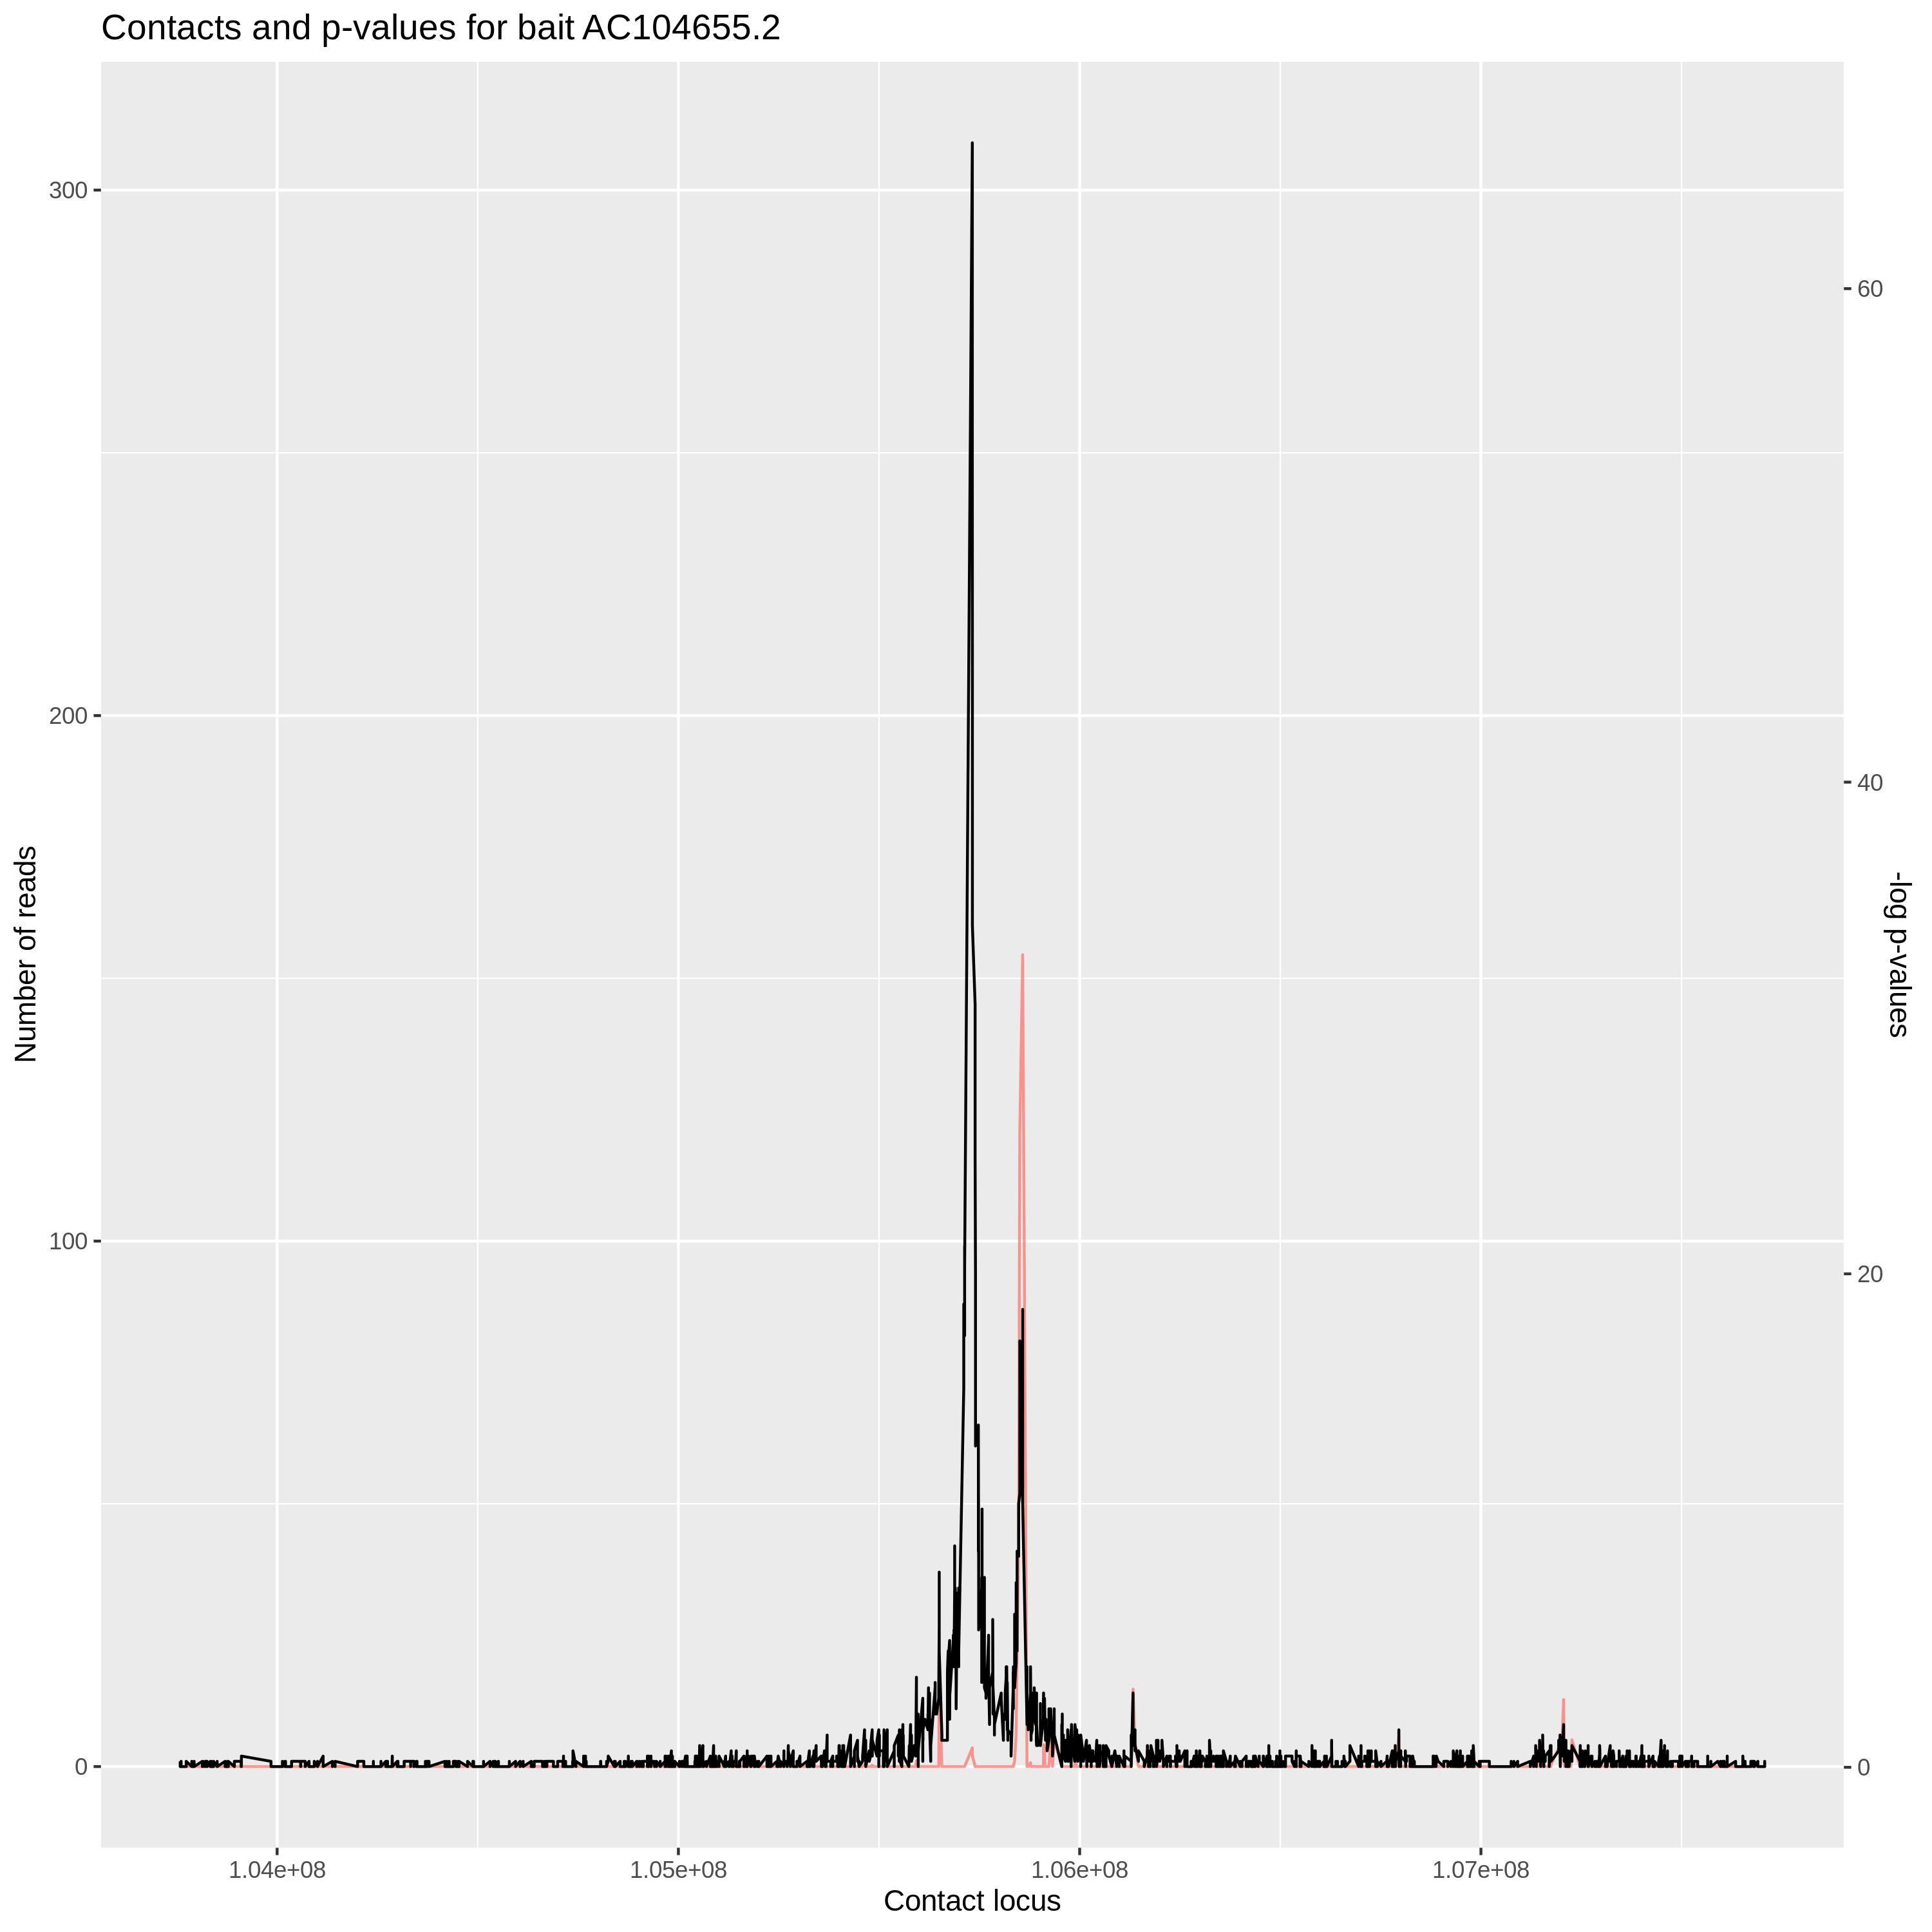 Contacts and p-values for bait AC104655.2
300
200
100
0
Number of reads
60
40
20
0
-log p-values
1.04e+08
1.05e+08
1.06e+08
1.07e+08
Contact locus